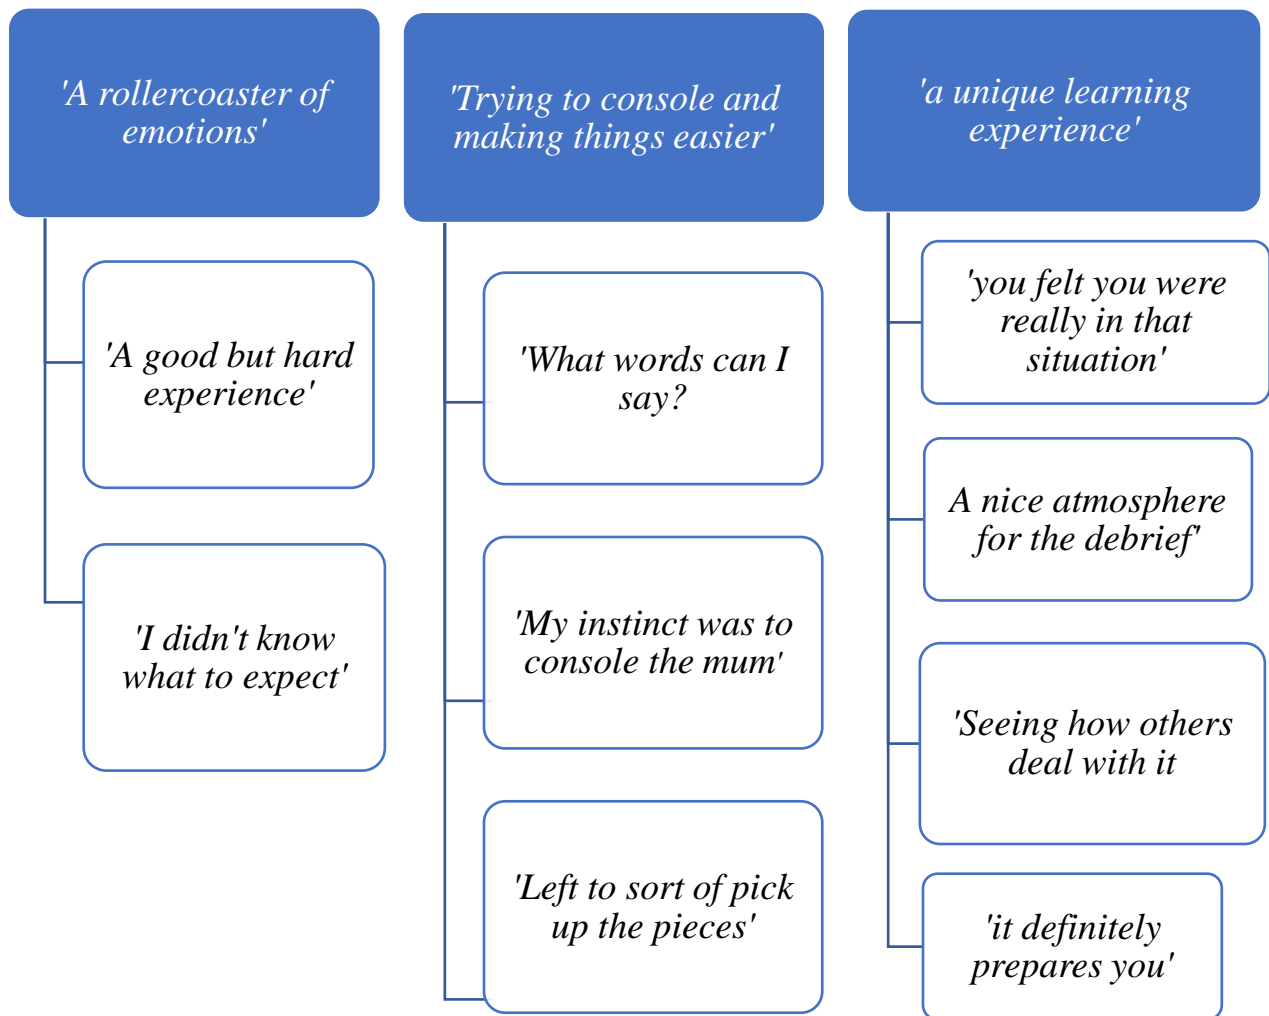 'A rollercoaster of
emotions'
'A good but hard
experience'
'I didn't know
what to expect'
'Trying to console and
making things easier'
'What words can I
say?
'My instinct was to
console the mum'
'Left to sort of pick
up the pieces'
'a unique learning
experience'
'you felt you were
really in that
situation'
A nice atmosphere
for the debrief'
'Seeing how others
deal with it
'it definitely
prepares you'